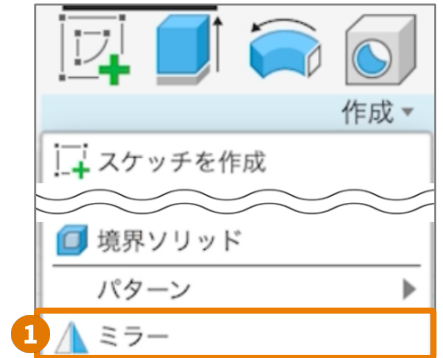 作成
スケッチを作成
境界ソリッド
パターン
1 ミラー